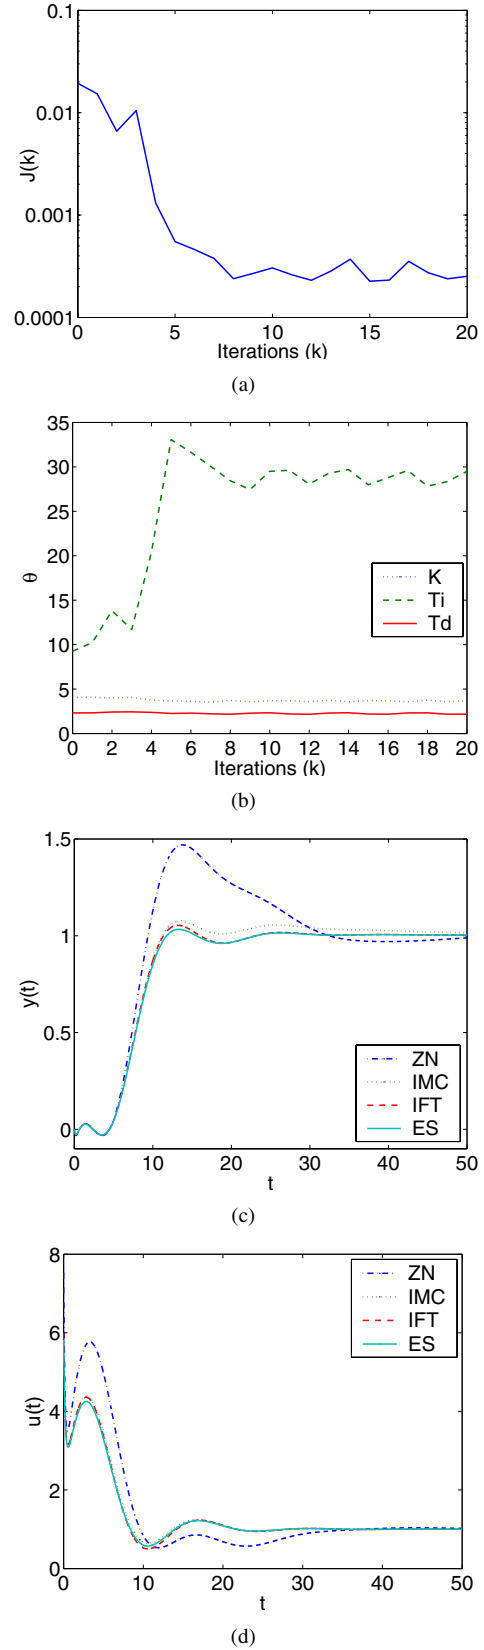 0.1
0.01
0.001
0.0001
J(k)
0 5 10 15 20
Iterations (k)
(a)
35
30
25
20
15
10
5
0
θ
K
Ti
Td
0 2 4 6 8 10 12 14 16 18 20
Iterations (k)
(b)
1.5
1
0.5
0
y(t)
ZN
IMC
IFT
ES
0 10 20 30 40 50
t
(c)
8
6
4
2
0
u(t)
ZN
IMC
IFT
ES
0 10 20 30 40 50
t
(d)